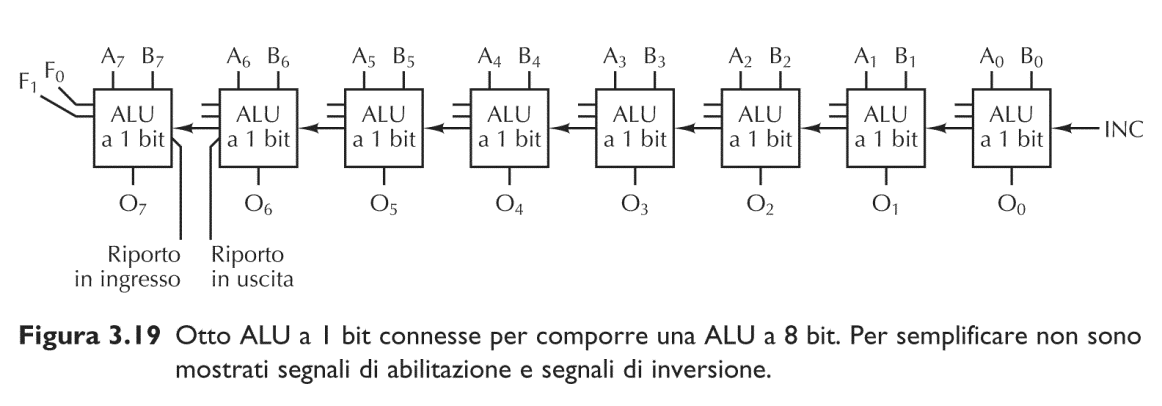 F₁ F₀ A₇ B₇ A₆ B₆ A₅ B₅ A₄ B₄ A₃ B₃ A₂ B₂ A₁ B₁ A₀ B₀
ALU ALU ALU ALU ALU ALU ALU ALU
a 1 bit a 1 bit a 1 bit a 1 bit a 1 bit a 1 bit a 1 bit a 1 bit INC
O₇ O₆ O₅ O₄ O₃ O₂ O₁ O₀
Riporto Riporto
in ingresso in uscita
Figura 3.19 Otto ALU a 1 bit connesse per comporre una ALU a 8 bit. Per semplificare non sono
mostrati segnali di abilitazione e segnali di inversione.